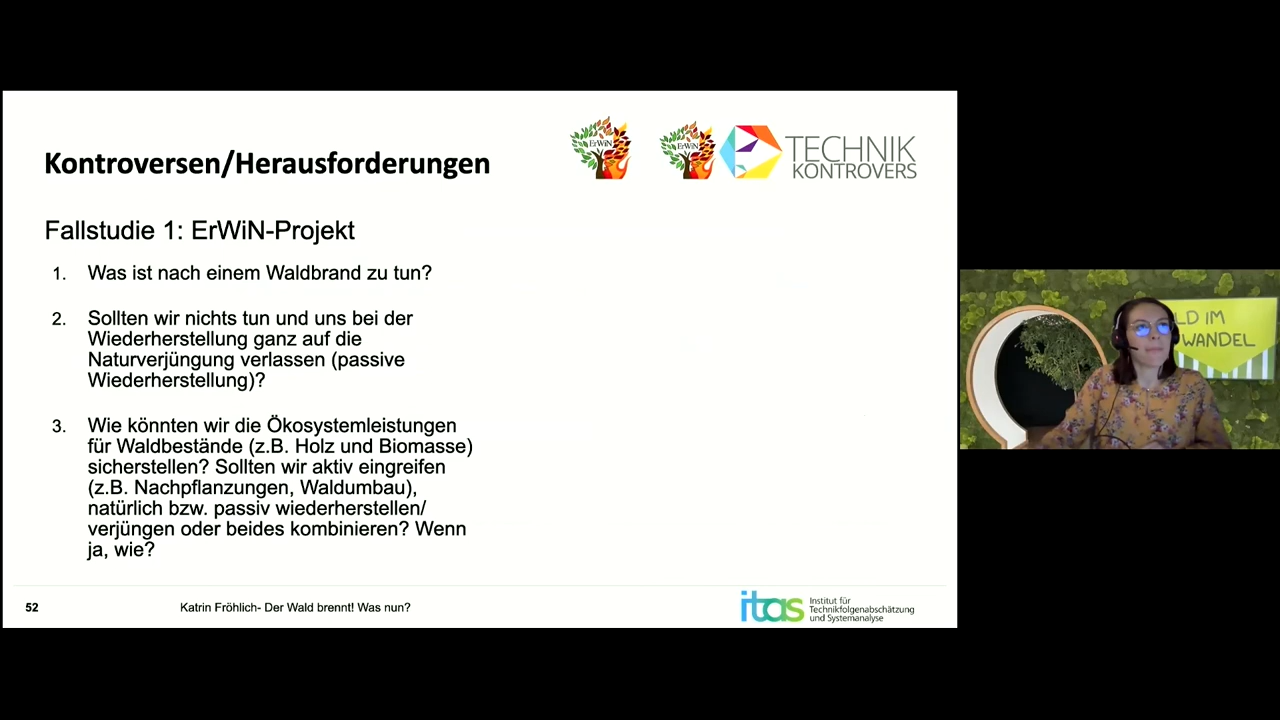 Kontroversen/Herausforderungen
ErWiN
ErWiN
TECHNIK
KONTROVERS
Fallstudie 1: ErWiN-Projekt
1. Was ist nach einem Waldbrand zu tun?
2. Sollten wir nichts tun und uns bei der
Wiederherstellung ganz auf die
Naturverjüngung verlassen (passive
Wiederherstellung)?
3. Wie könnten wir die Ökosystemleistungen
für Waldbestände (z.B. Holz und Biomasse)
sicherstellen? Sollten wir aktiv eingreifen
(z.B. Nachpflanzungen, Waldumbau),
natürlich bzw. passiv wiederherstellen/
verjüngen oder beides kombinieren? Wenn
ja, wie?
52
Katrin Fröhlich- Der Wald brennt! Was nun?
itas
Institut für
Technikfolgenabschätzung
und Systemanalyse
LD IM
WANDEL